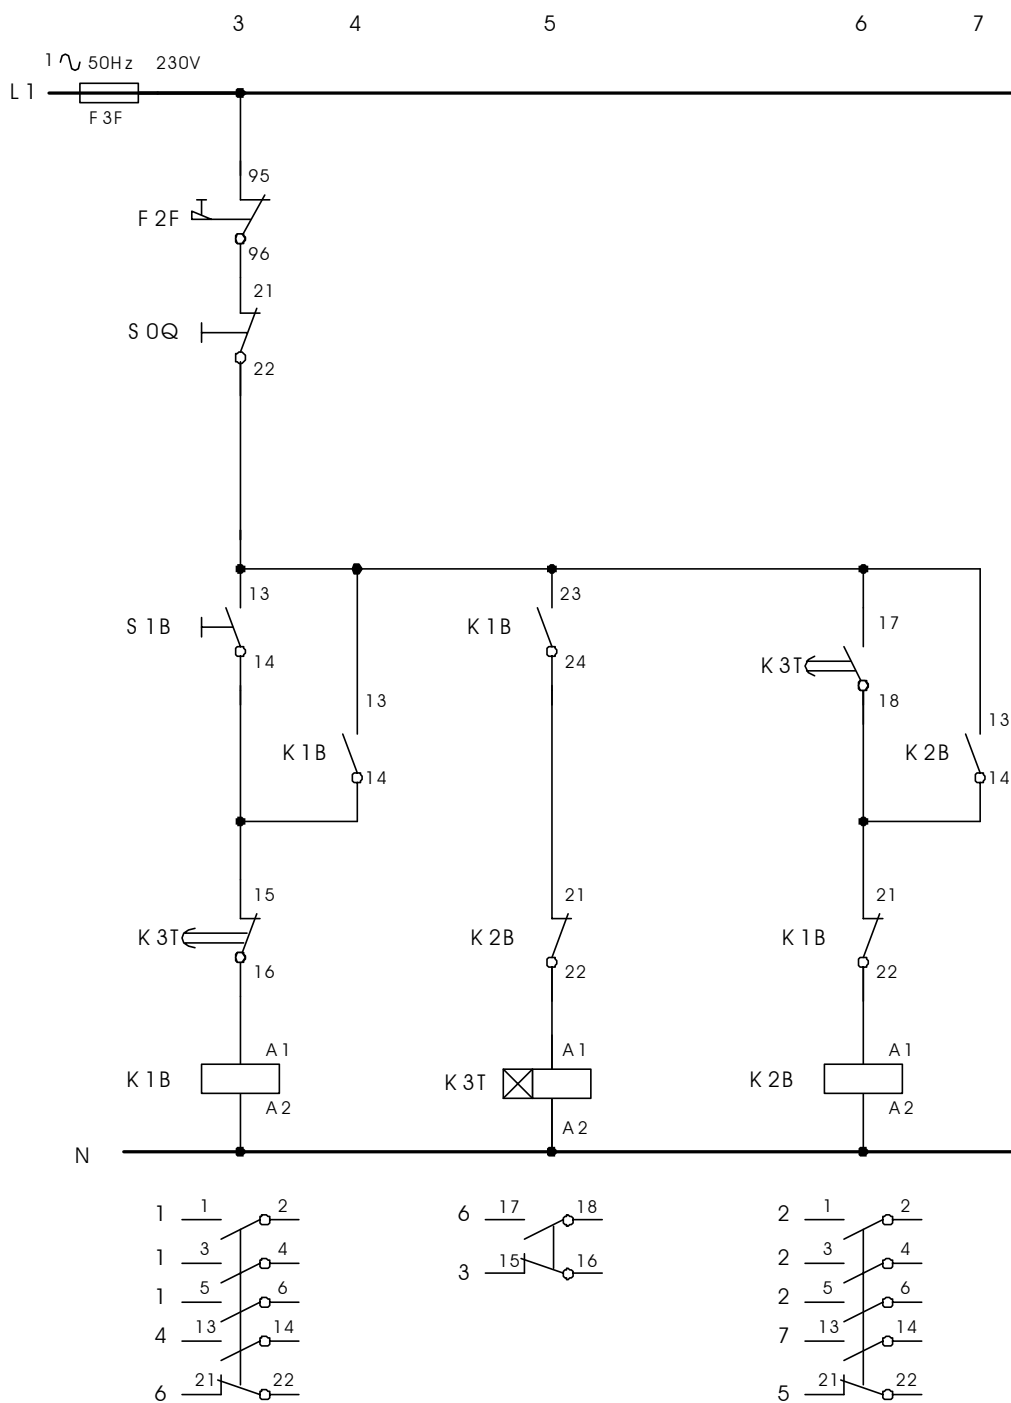 3 4 5 6 7
1 50Hz 230V
L1
F3F
95
F2F
96
21
S0Q
22
13 23
S1B K1B 17
14 24 K3T
13 18 13
K1B K2B
14 14
15 21 21
K3T K2B K1B
16 22 22
A1 A1 A1
K1B K3T K2B
A2 A2 A2
N
1 1 2 6 17 18 2 1 2
1 3 4 3 15 16 2 3 4
1 5 6 2 5 6
4 13 14 7 13 14
6 21 22 5 21 22